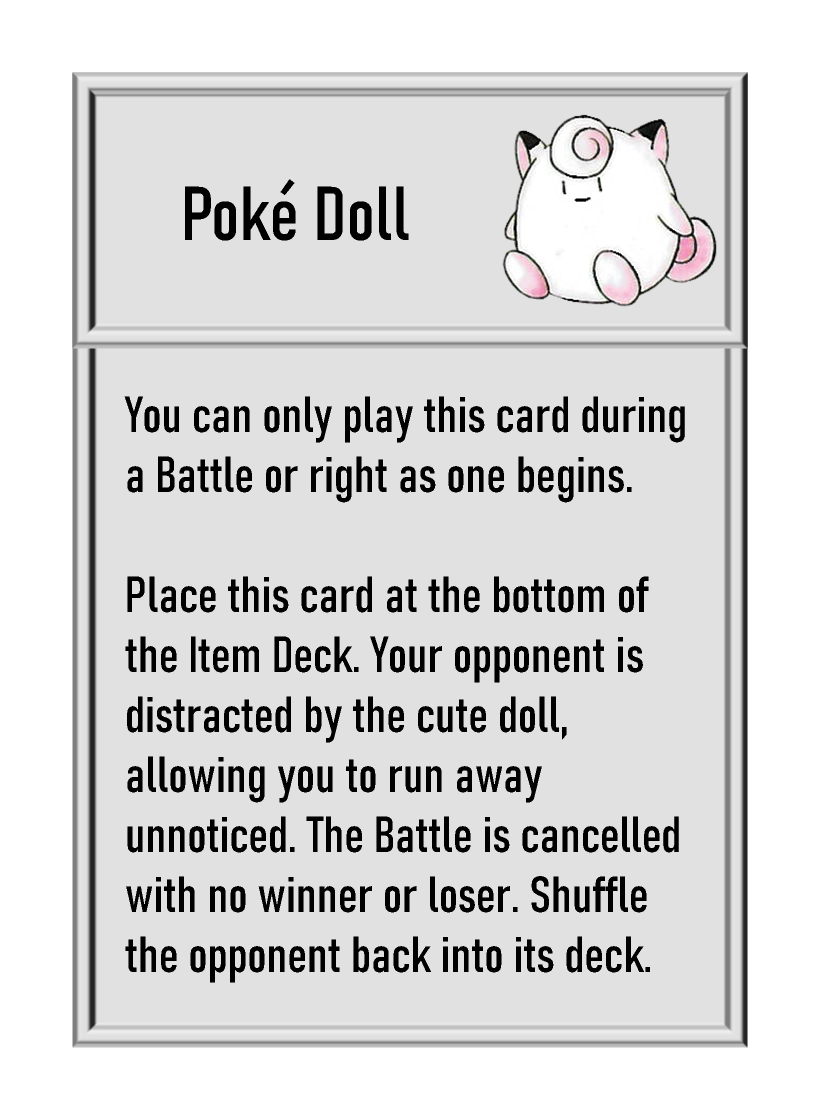 Poké Doll
You can only play this card during
a Battle or right as one begins.
Place this card at the bottom of
the Item Deck. Your opponent is
distracted by the cute doll,
allowing you to run away
unnoticed. The Battle is cancelled
with no winner or loser. Shuffle
the opponent back into its deck.